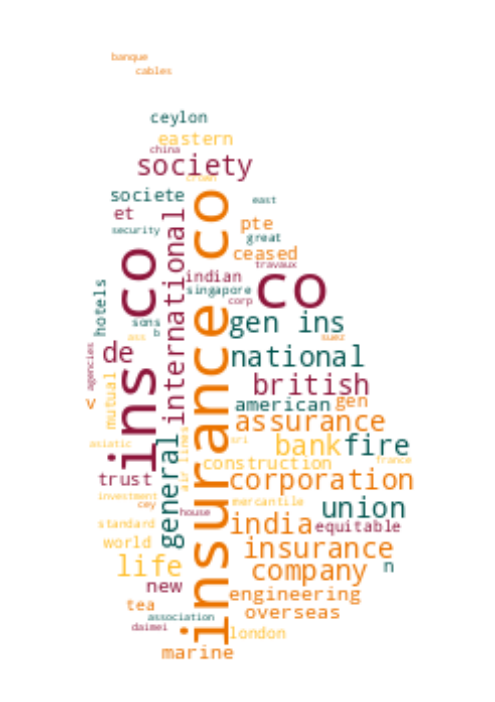 banque
cables
ceylon
eastern
china
society
crown
societe
east
et
pte
security
great
ceased
travaux
international
insurance co
ins co
indian
singapore
co
corp
hotels
gen ins
sons
b
ass
suez
de
national
agencies
british
mutual
v
american
gen
assurance
asiatic
general
air lines
sri
bank
fire
construction
france
trust
corporation
investment
cey
mercantile
house
union
standard
india
equitable
world
insurance
life
company
n
new
engineering
tea
overseas
association
daimei
london
marine